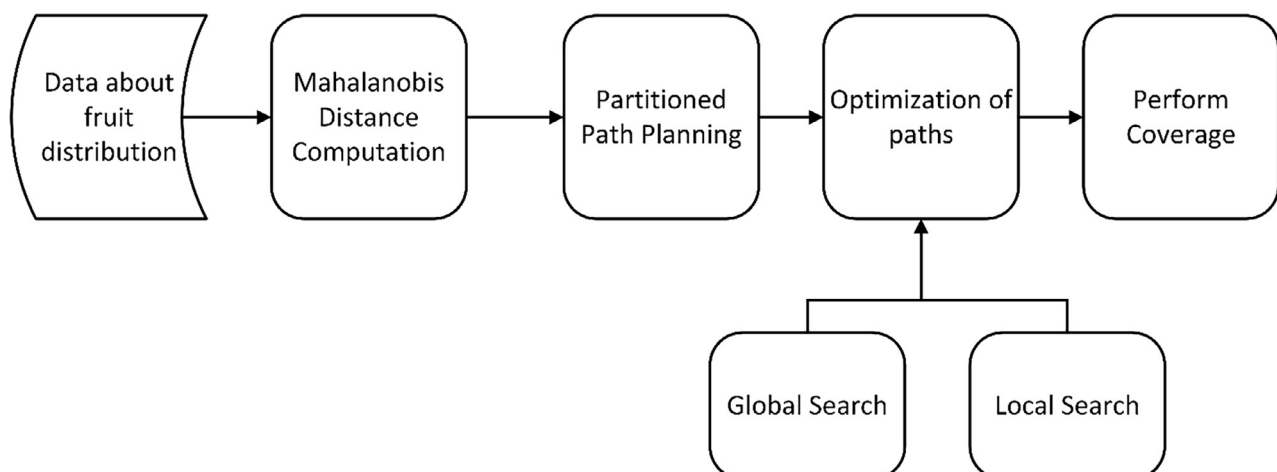 Data about
fruit
distribution
Mahalanobis
Distance
Computation
Partitioned
Path Planning
Optimization of
paths
Perform
Coverage
Global Search
Local Search